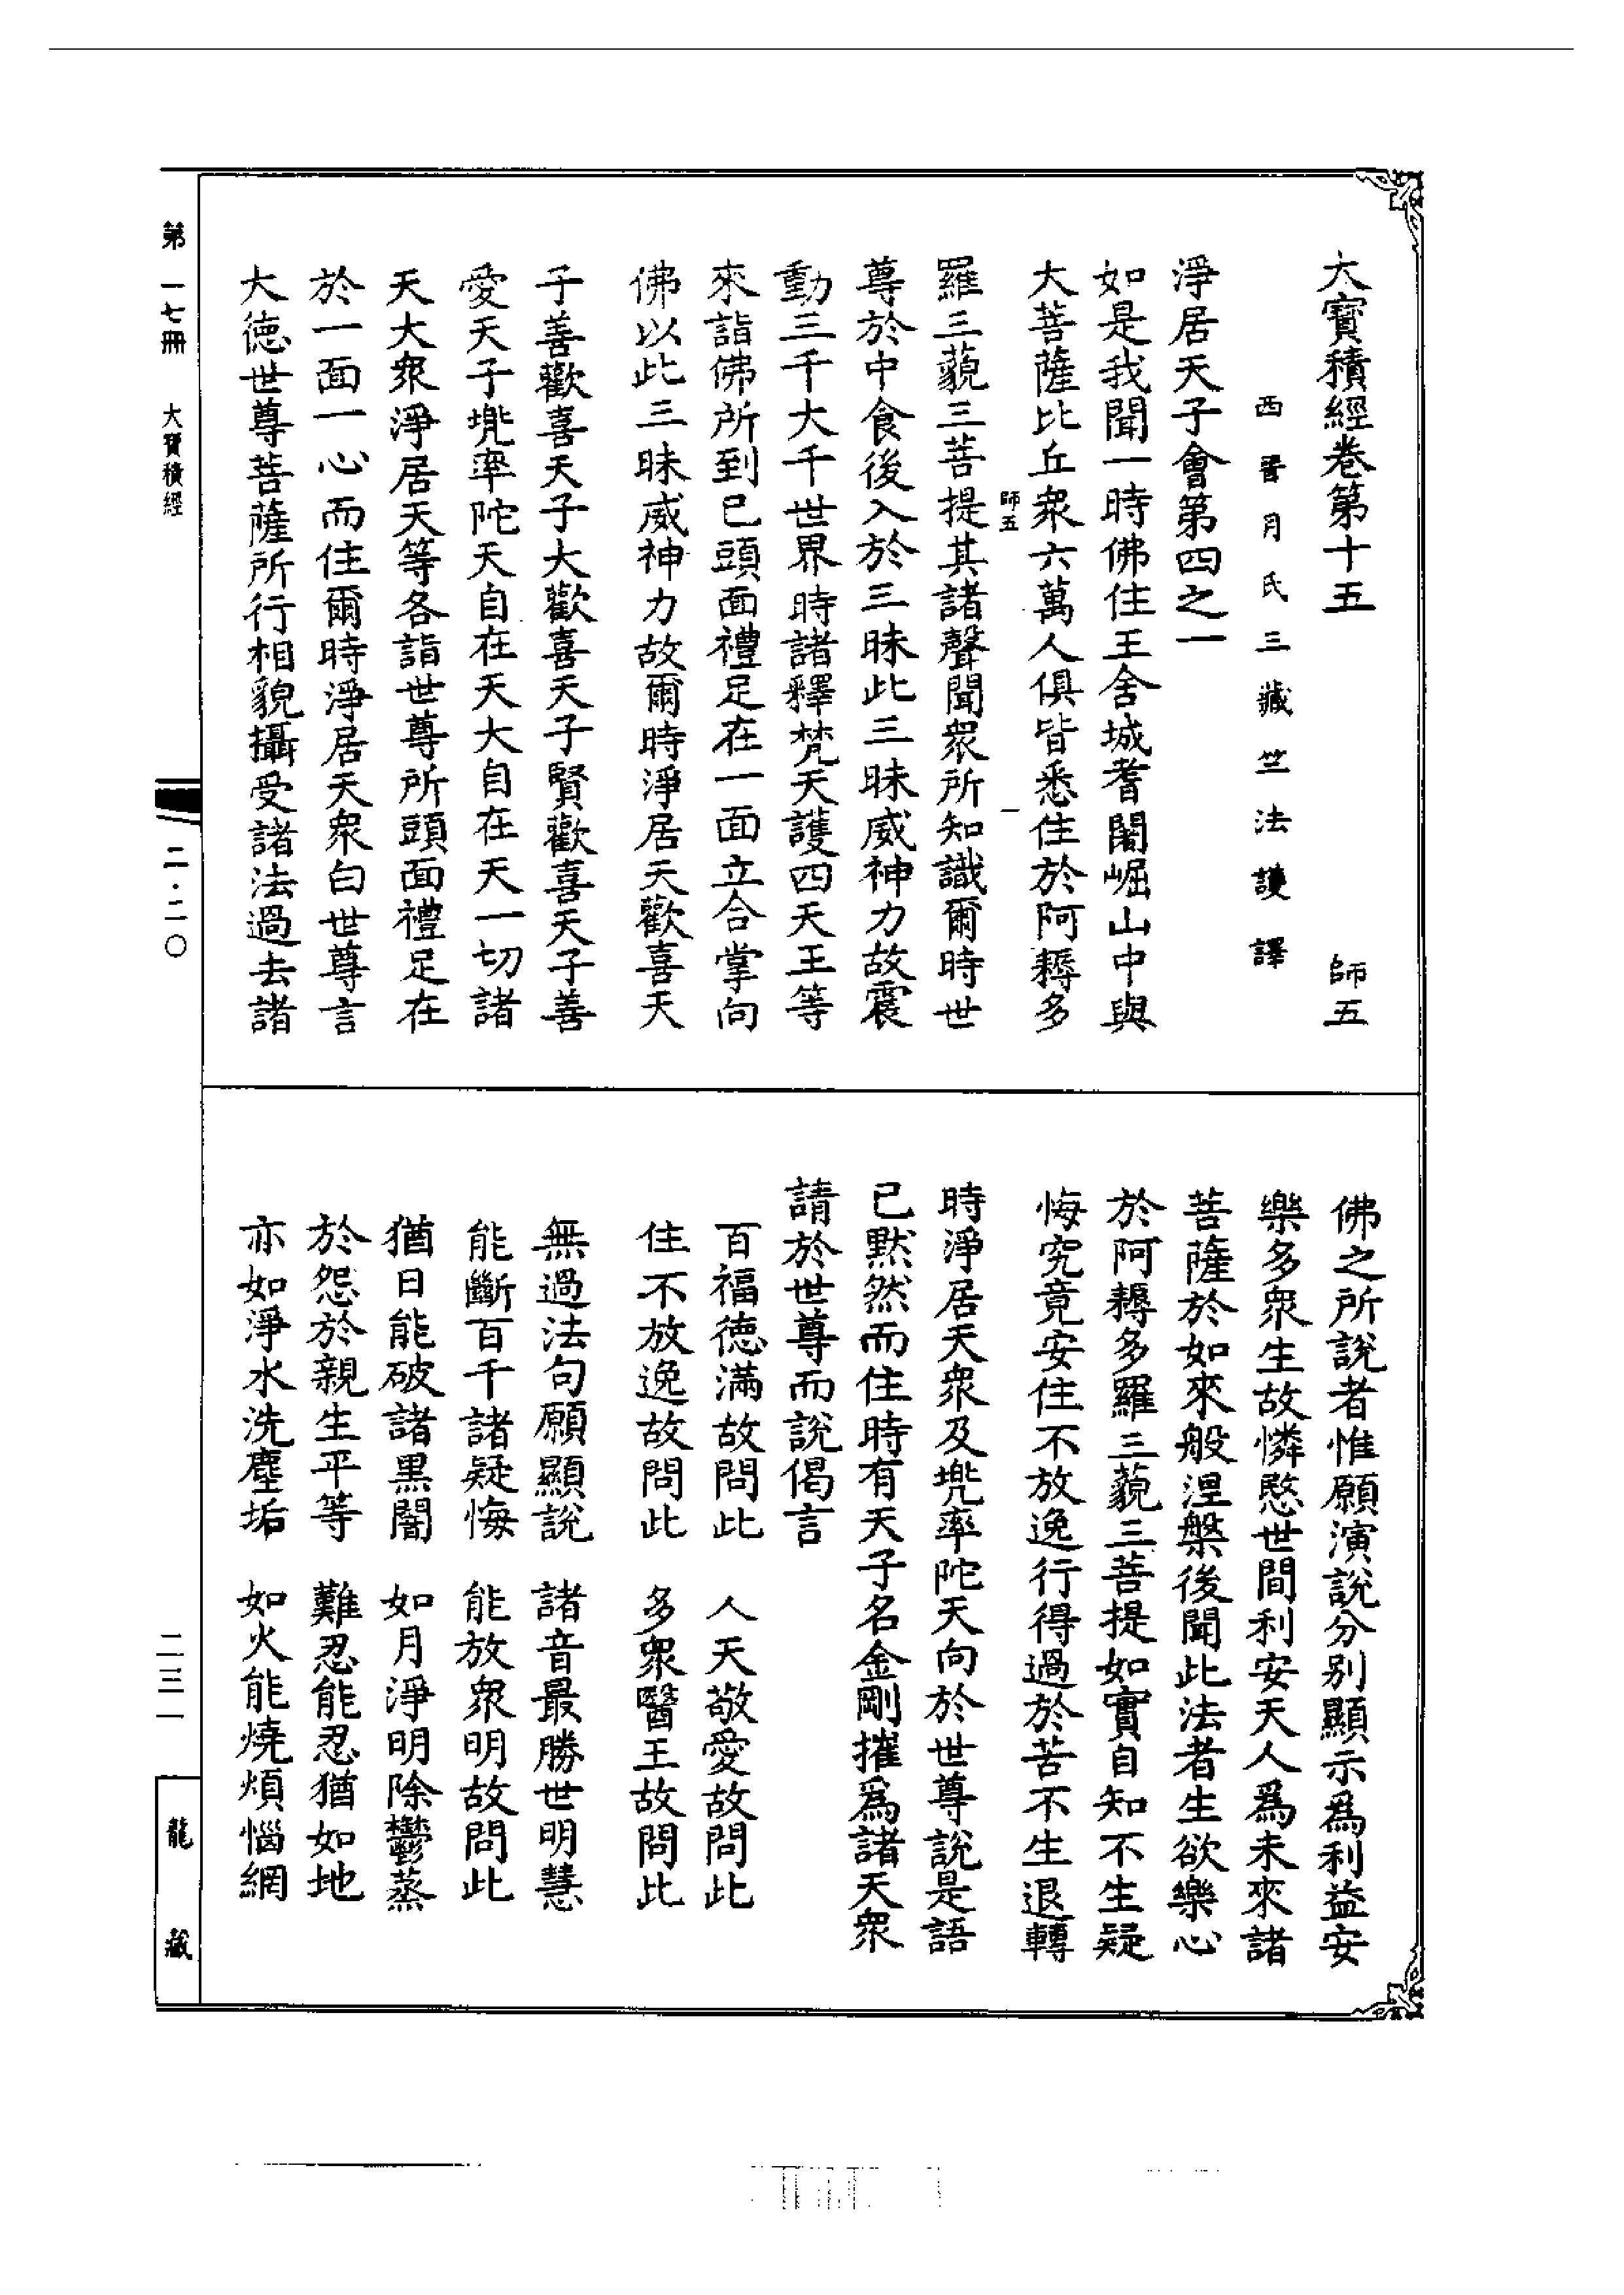 大寶積經卷第十五 師五
西晉月氏三藏竺法護譯
淨居天子會第四之一
如是我聞一時佛住王舍城耆闍崛山中與
大菩薩比丘衆六萬人俱皆悉住於阿耨多
師五 一
羅三藐三菩提其諸聲聞衆所知識爾時世
尊於中食後入於三昧此三昧威神力故震
動三千大千世界時諸釋梵天護四天王等
來詣佛所到已頭面禮足在一面立合掌向
佛以此三昧威神力故爾時淨居天歡喜天
子善歡喜天子大歡喜天子賢歡喜天子善
愛天子兠率陀天自在天大自在天一切諸
天大衆淨居天等各詣世尊所頭面禮足在
於一面一心而住爾時淨居天衆白世尊言
大德世尊菩薩所行相貌攝受諸法過去諸
佛之所說者惟願演說分別顯示爲利益安
樂多衆生故憐愍世間利安天人爲未來諸
菩薩於如來般涅槃後聞此法者生欲樂心
於阿耨多羅三藐三菩提如實自知不生疑
悔究竟安住不放逸行得過於苦不生退轉
時淨居天衆及兠率陀天向於世尊說是語
已默然而住時有天子名金剛摧爲諸天衆
請於世尊而說偈言
百福德滿故問此 人天敬愛故問此
住不放逸故問此 多衆醫王故問此
無過法句願顯說 諸音最勝世明慧
能斷百千諸疑悔 能放衆明故問此
猶日能破諸黑闇 如月淨明除鬱蒸
於怨於親生平等 難忍能忍猶如地
亦如淨水洗塵垢 如火能燒煩惱網
第一七冊 大寶積經
二·二〇
二三一
龍藏